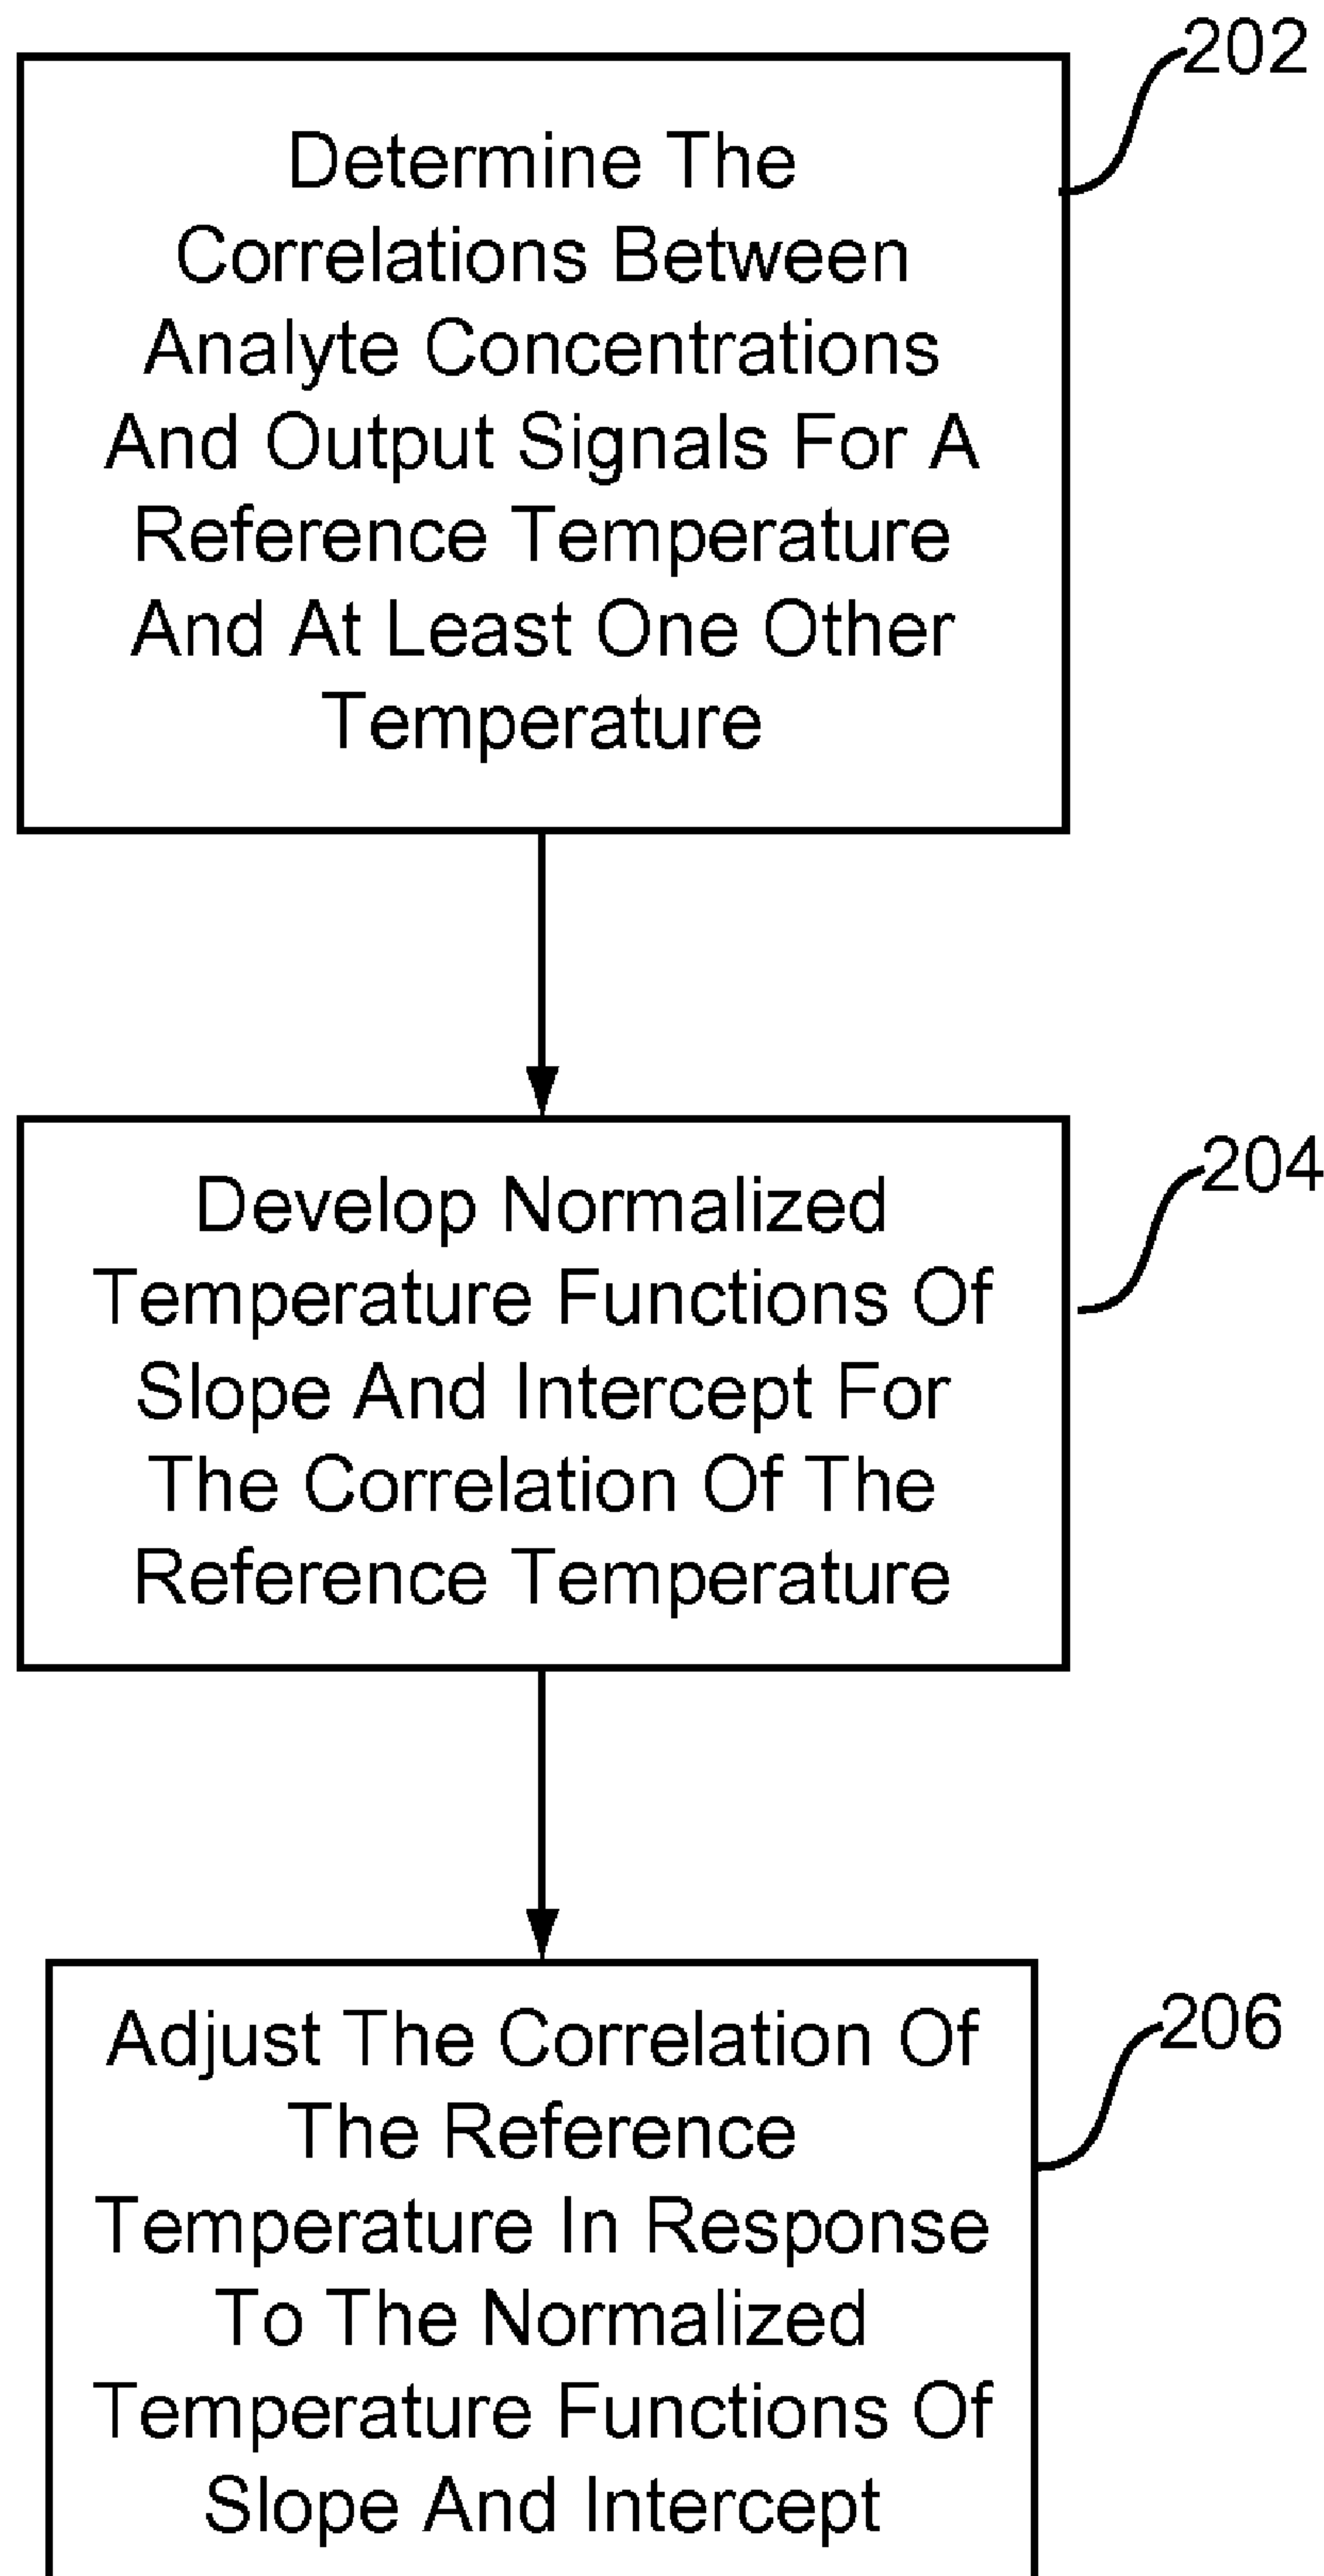 202
Determine The
Correlations Between
Analyte Concentrations
And Output Signals For A
Reference Temperature
And At Least One Other
Temperature
204
Develop Normalized
Temperature Functions Of
Slope And Intercept For
The Correlation Of The
Reference Temperature
206
Adjust The Correlation Of
The Reference
Temperature In Response
To The Normalized
Temperature Functions Of
Slope And Intercept